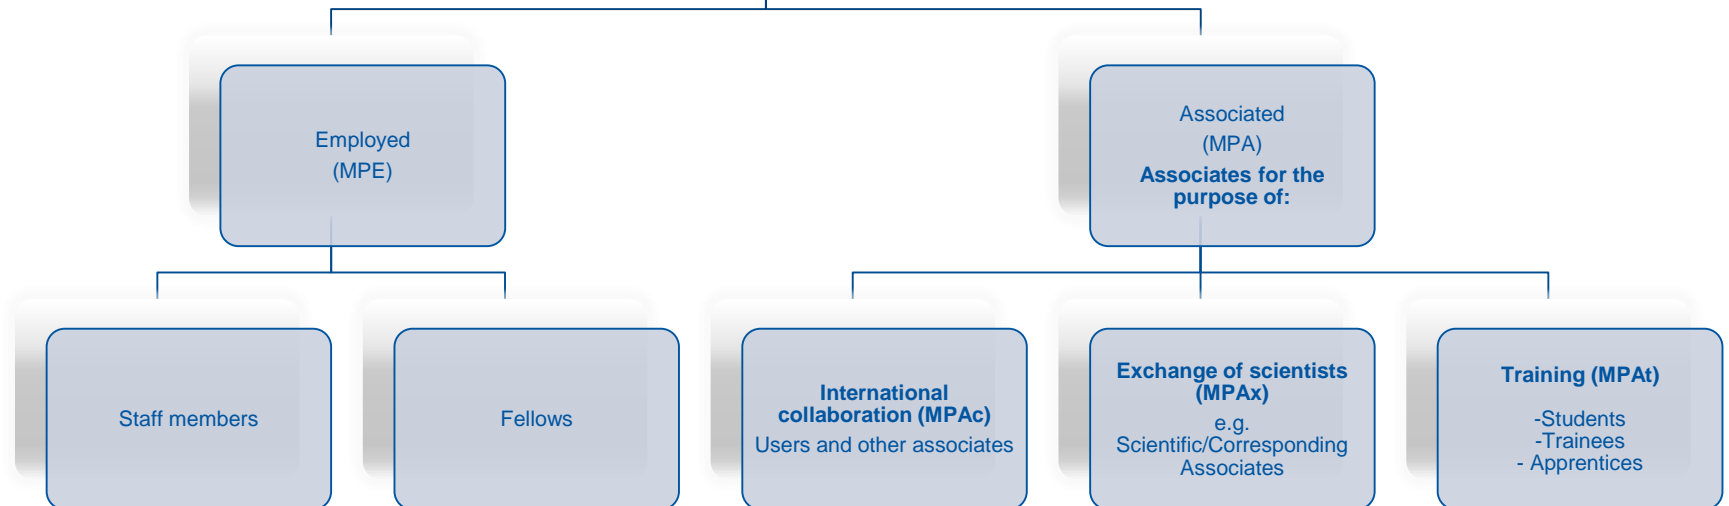 Employed
(MPE)
Associated
(MPA)
Associates for the
purpose of:
Staff members
Fellows
International
collaboration (MPAc)
Users and other associates
Exchange of scientists
(MPAx)
e.g.
Scientific/Corresponding
Associates
Training (MPAt)
-Students
-Trainees
- Apprentices